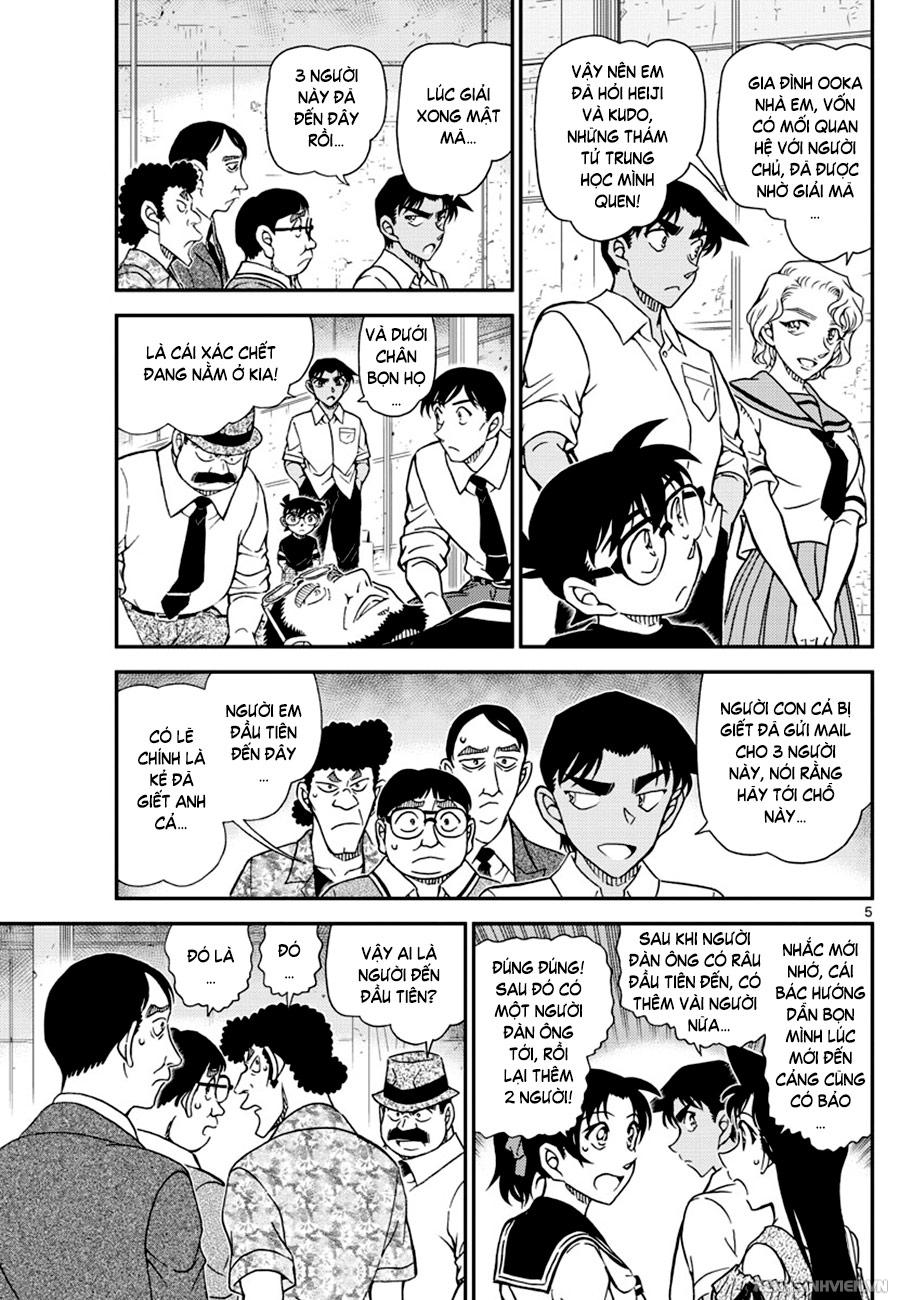 GIA ĐÌNH OOKA
NHÀ EM, VỐN
CÓ MỐI QUAN
HỆ VỚI NGƯỜI
CHỦ, ĐÃ ĐƯỢC
NHỜ GIẢI MÃ
...
VẬY NÊN EM
ĐÃ HỎI HEIJI
VÀ KUDO,
NHỮNG THÁM
TỬ TRUNG
HỌC MÌNH
QUEN!
LÚC GIẢI
XONG MẬT
MÃ...
3 NGƯỜI
NÀY ĐÃ
ĐẾN ĐÂY
RỒI...
VÀ DƯỚI
CHÂN
BỌN HỌ
...
LÀ CÁI XÁC CHẾT
ĐANG NẰM Ở KIA!
NGƯỜI CON CẢ BỊ
GIẾT ĐÃ GỬI MAIL
CHO 3 NGƯỜI
NÀY, NÓI RẰNG
HÃY TỚI CHỖ
NÀY...
NGƯỜI EM
ĐẦU TIÊN
ĐẾN ĐÂY
...
CÓ LẼ
CHÍNH LÀ
KẺ ĐÃ
GIẾT ANH
CẢ...
5
NHẮC MỚI
NHỚ, CÁI
BÁC HƯỚNG
DẪN BỌN
MÌNH LÚC
MỚI ĐẾN
CẢNG CŨNG
CÓ BẢO
...
SAU KHI NGƯỜI
ĐÀN ÔNG CÓ RÂU
ĐẦU TIÊN ĐẾN, CÓ
THÊM VÀI NGƯỜI
NỮA...
ĐÚNG ĐÚNG!
SAU ĐÓ CÓ
MỘT NGƯỜI
ĐÀN ÔNG
TỚI, RỒI
LẠI THÊM
2 NGƯỜI!
VẬY AI LÀ
NGƯỜI ĐẾN
ĐẦU TIÊN?
ĐÓ
...
ĐÓ LÀ
...